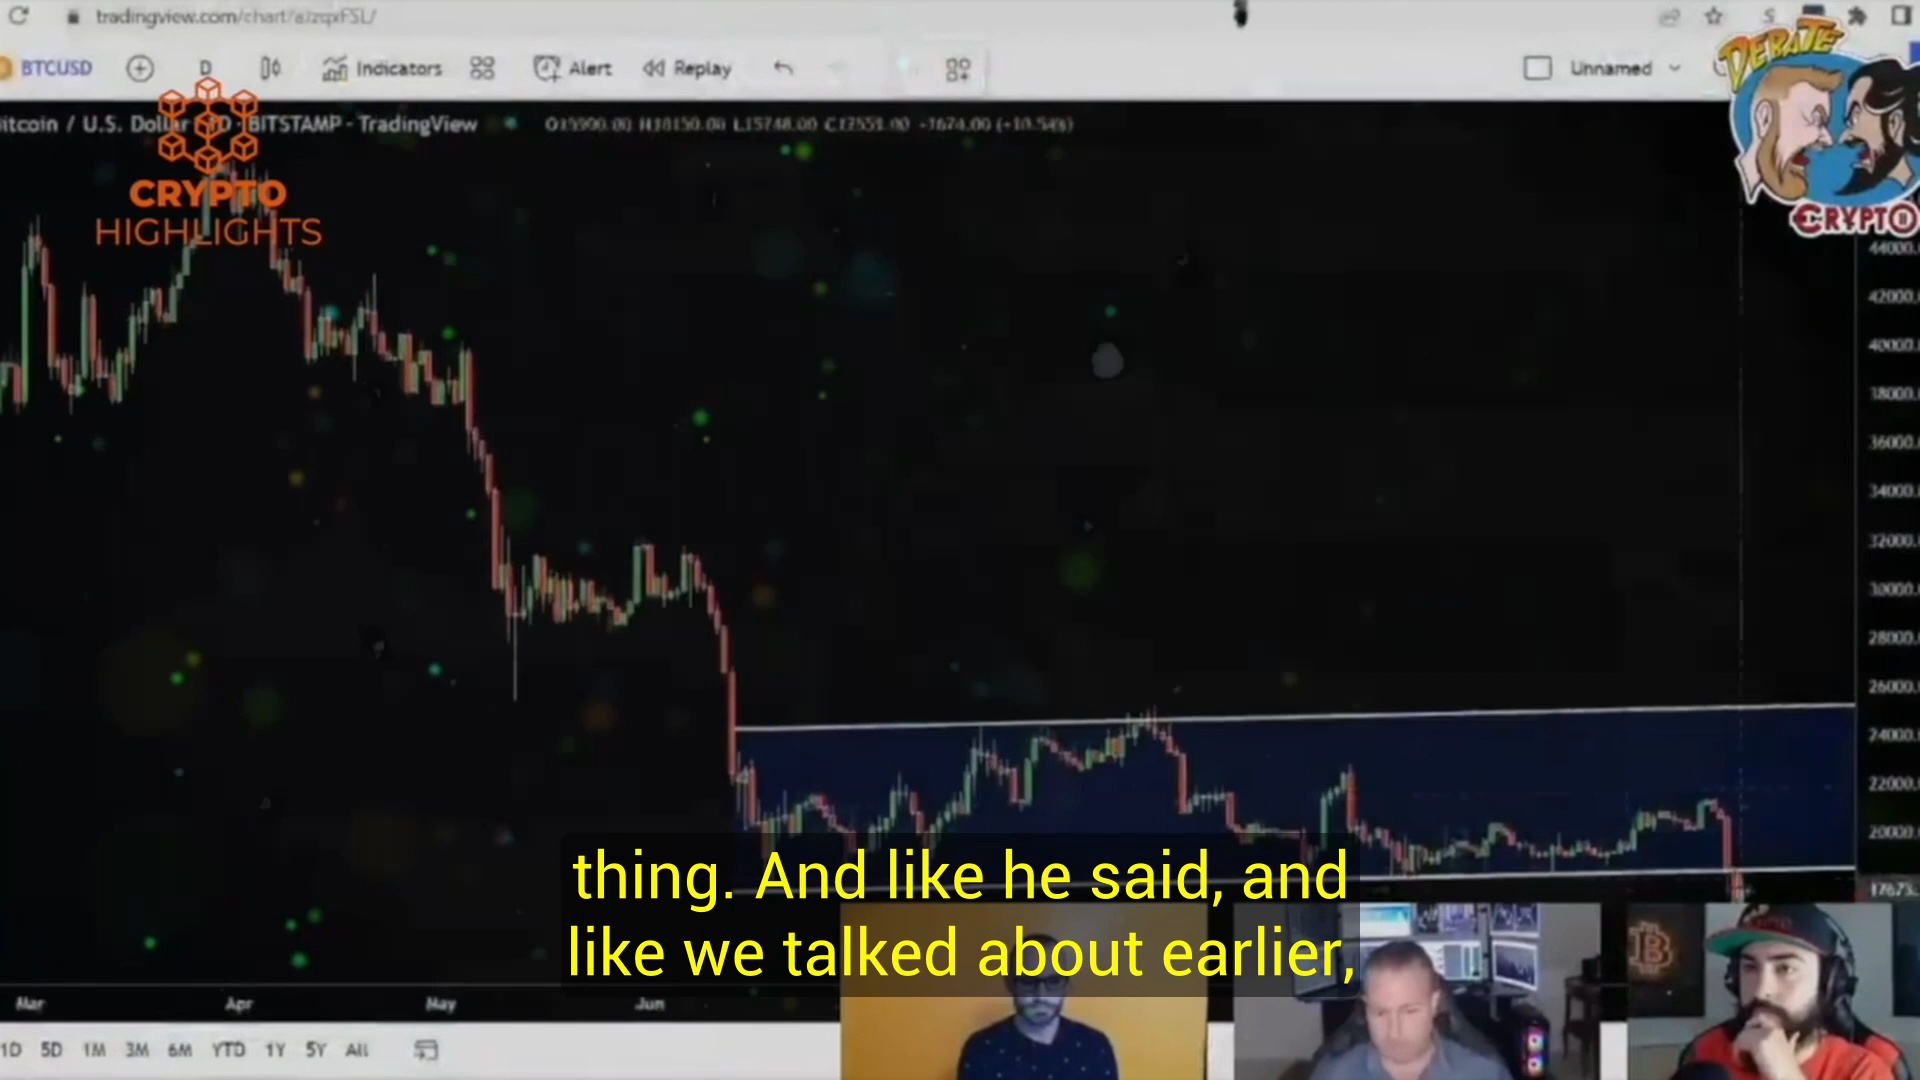 tradingview.com/chart/
BTCUSD
D
Indicators
Alert
Replay
Unnamed
DEBATE
CRYPTO
itcoin / U.S. Dollar
BITSTAMP - TradingView
CRYPTO
HIGHLIGHTS
44000.
42000.
40000.
38000.
36000.
34000.
32000.
30000.
28000.
26000.
24000.
22000.
20000.
thing. And like he said, and
like we talked about earlier,
Mar
Apr
May
Jun
1D
5D
1M
3M
6M
YTD
1Y
5Y
All